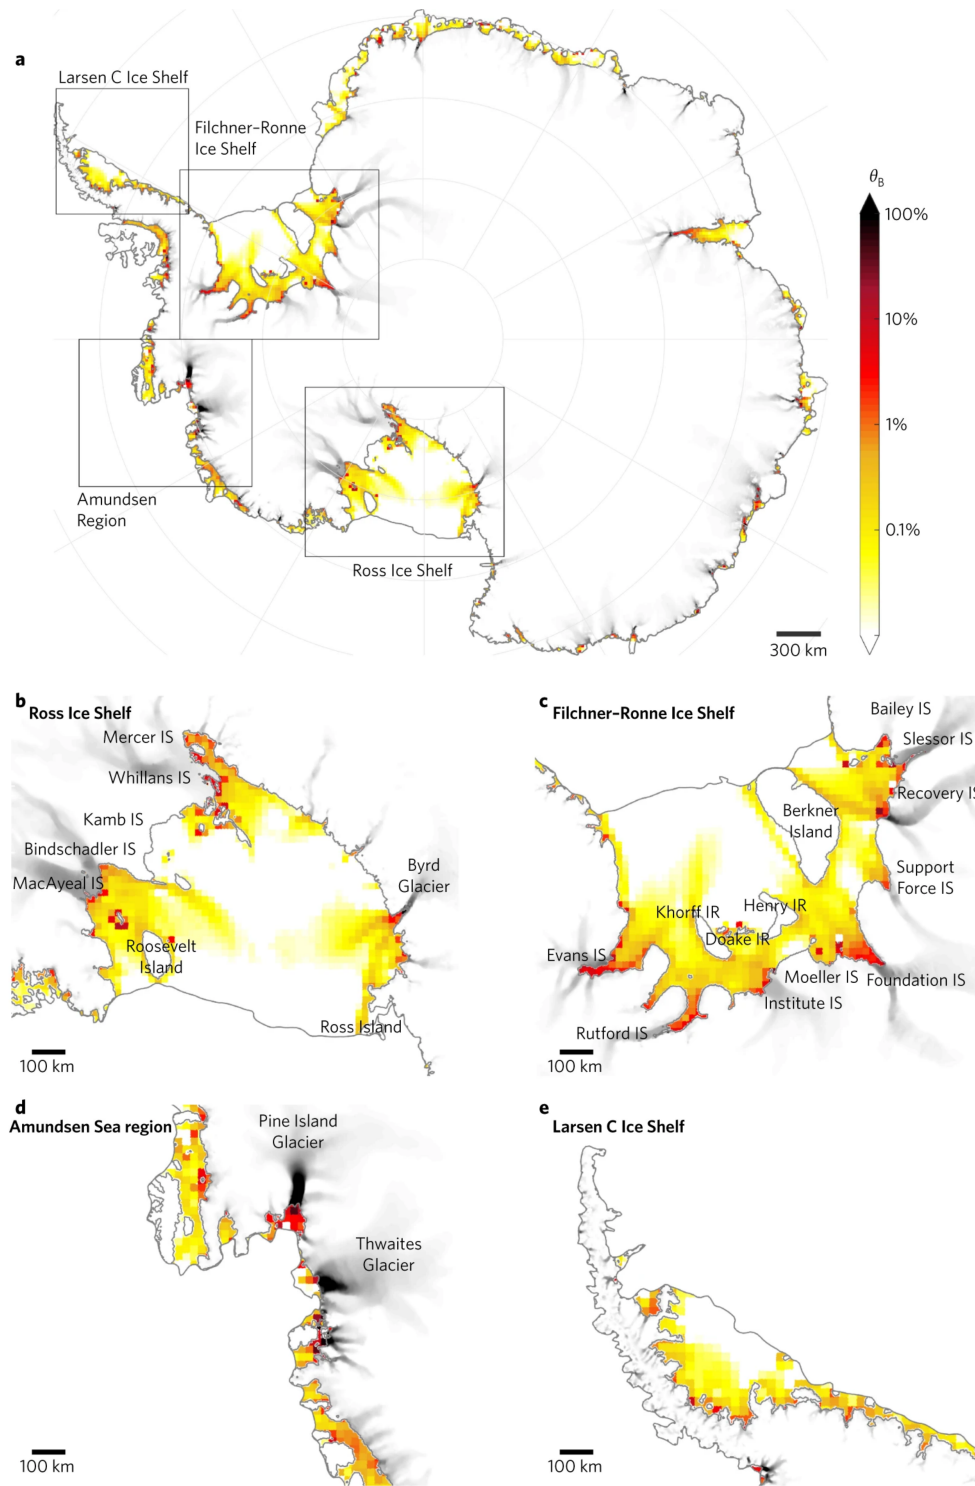 a
Larsen C Ice Shelf
Filchner–Ronne
Ice Shelf
θB
100%
10%
1%
0.1%
Amundsen
Region
Ross Ice Shelf
300 km
b
Ross Ice Shelf
Mercer IS
Whillans IS
Kamb IS
Bindschadler IS
MacAyeal IS
Byrd
Glacier
Roosevelt
Island
Ross Island
100 km
c
Filchner–Ronne Ice Shelf
Bailey IS
Slessor IS
Recovery IS
Berkner
Island
Support
Force IS
Khorff IR
Henry IR
Doake IR
Evans IS
Moeller IS
Foundation IS
Institute IS
Rutford IS
100 km
d
Amundsen Sea region
Pine Island
Glacier
Thwaites
Glacier
100 km
e
Larsen C Ice Shelf
100 km